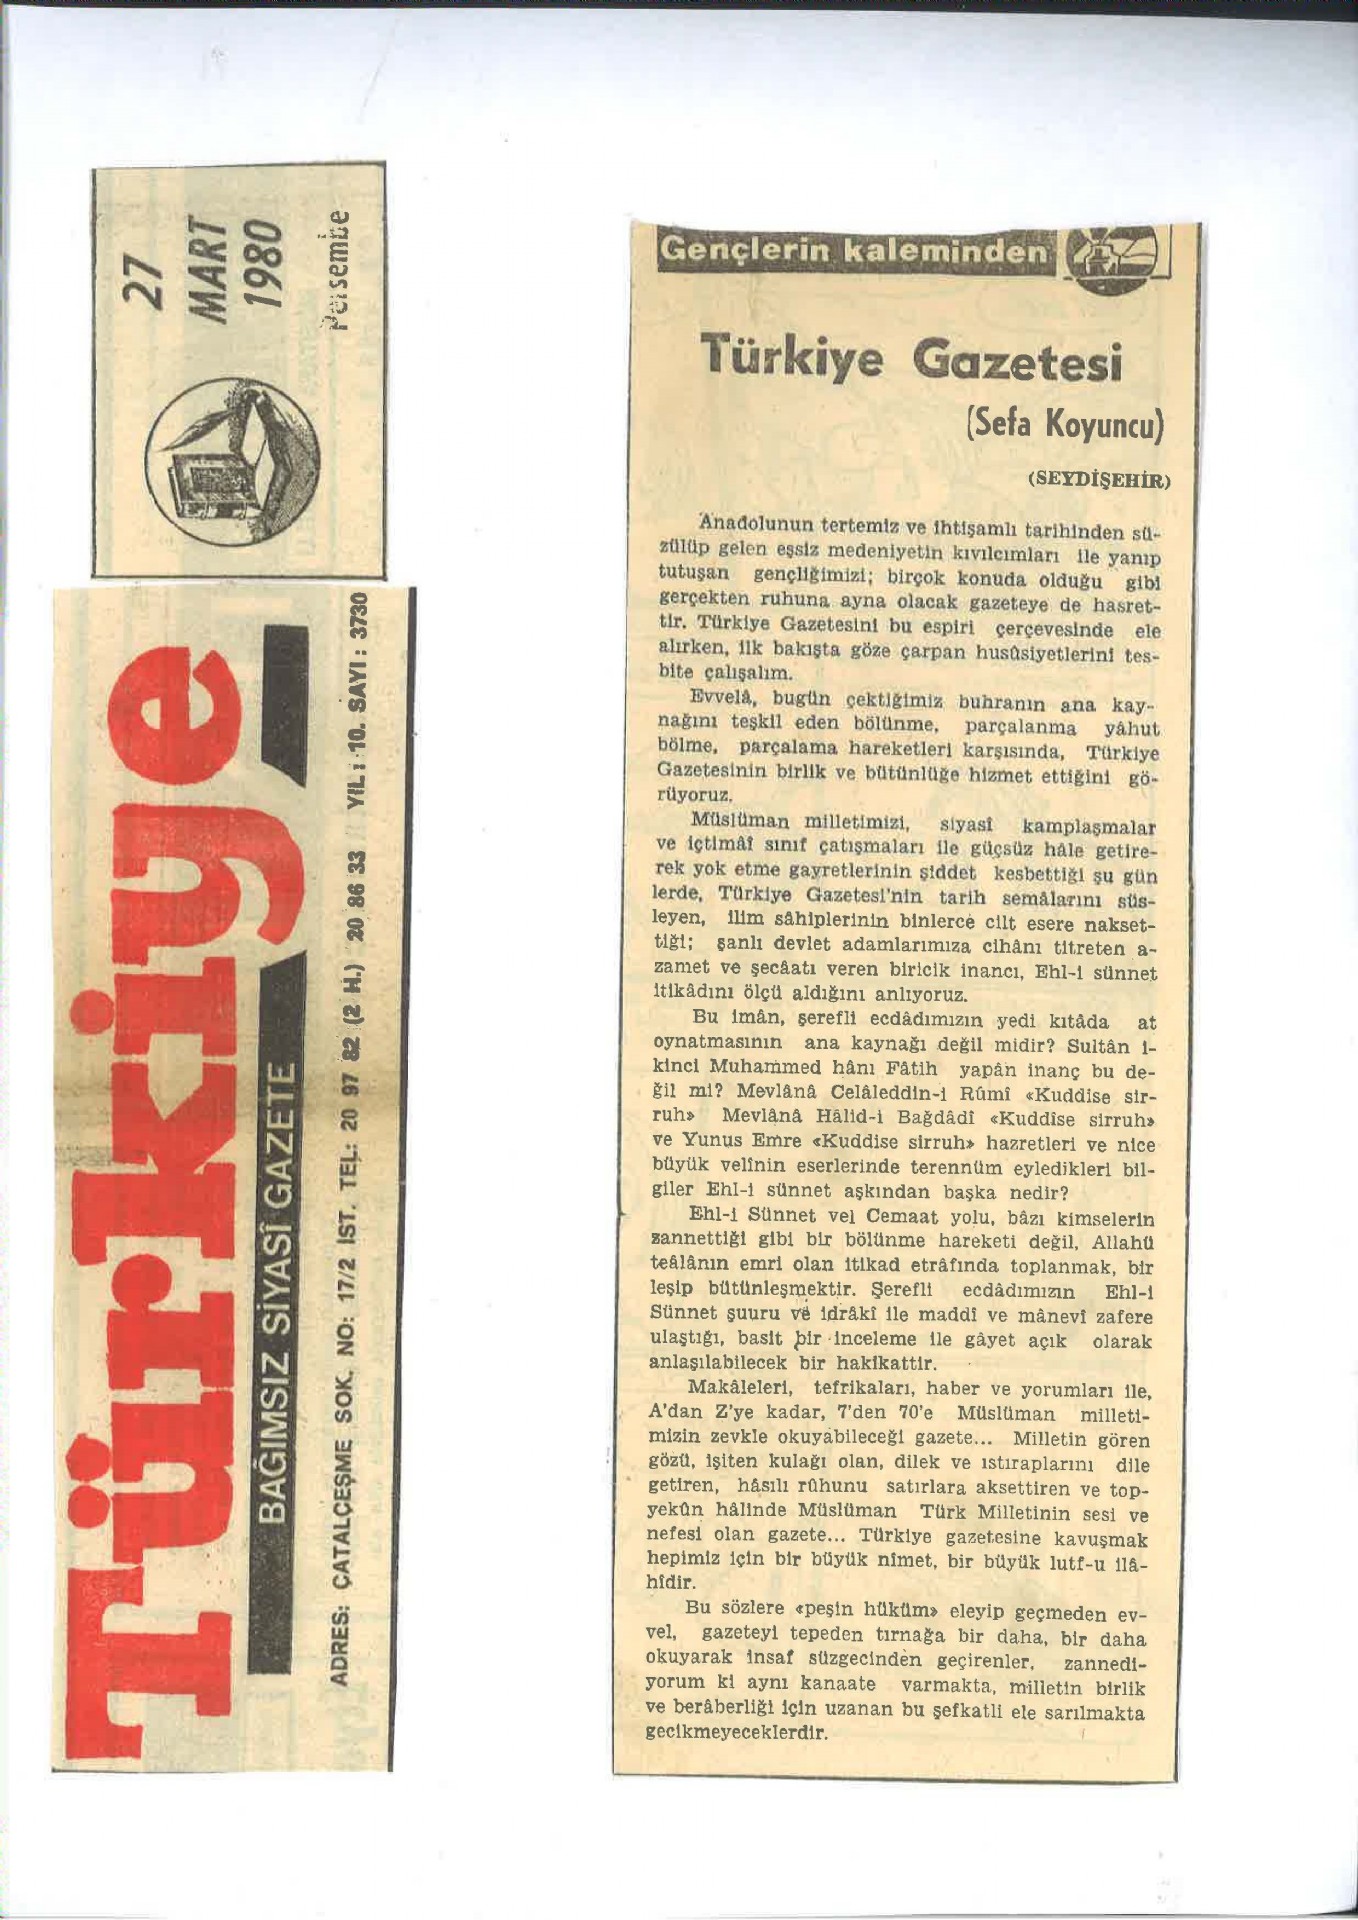 27
MART
1980
Perşembe
Türkiye
BAĞIMSIZ SİYASİ GAZETE
ADRES: ÇATALÇEŞME SOK. NO: 17/2 İST. TEL: 20 97 82 (2 H.) 20 86 33 YIL: 10. SAYI: 3730
Gençlerin kaleminden
Türkiye Gazetesi
(Sefa Koyuncu)
(SEYDİŞEHİR)
Anadolunun tertemiz ve ihtişamlı tarihinden sü-
zülüp gelen eşsiz medeniyetin kıvılcımları ile yanıp
tutuşan gençliğimizi; birçok konuda olduğu gibi
gerçekten ruhuna ayna olacak gazeteye de hasret-
tir. Türkiye Gazetesini bu espiri çerçevesinde ele
alırken, ilk bakışta göze çarpan husûsiyetlerini tes-
bite çalışalım.
Evvelâ, bugün çektiğimiz buhranın ana kay-
nağını teşkil eden bölünme, parçalanma yâhut
bölme, parçalama hareketleri karşısında, Türkiye
Gazetesinin birlik ve bütünlüğe hizmet ettiğini gö-
rüyoruz.
Müslüman milletimizi, siyasî kamplaşmalar
ve içtimâî sınıf çatışmaları ile güçsüz hâle getire-
rek yok etme gayretlerinin şiddet kesbettiği şu gün
lerde, Türkiye Gazetesi'nin tarih semâlarını süs-
leyen, ilim sâhiplerinin binlerce cilt esere nakset-
tiği; şanlı devlet adamlarımıza cihânı titreten a-
zamet ve şecâatı veren biricik inancı, Ehl-i sünnet
itikâdını ölçü aldığını anlıyoruz.
Bu imân, şerefli ecdâdımızın yedi kıtâda at
oynatmasının ana kaynağı değil midir? Sultân i-
kinci Muhammed hânı Fâtih yapân inanç bu de-
ğil mi? Mevlânâ Celâleddin-i Rûmî «Kuddise sir-
ruh» Mevlânâ Hâlid-i Bağdâdî «Kuddise sirruh»
ve Yunus Emre «Kuddise sirruh» hazretleri ve nice
büyük velinin eserlerinde terennüm eyledikleri bil-
giler Ehl-i sünnet aşkından başka nedir?
Ehl-i Sünnet vel Cemaat yolu, bâzı kimselerin
zannettiği gibi bir bölünme hareketi değil, Allahü
teâlânın emri olan itikad etrâfında toplanmak, bir
leşip bütünleşmektir. Şerefli ecdâdımızın Ehl-i
Sünnet şuuru ve idrâkî ile maddî ve mânevî zafere
ulaştığı, basit bir inceleme ile gâyet açık olarak
anlaşılabilecek bir hakikattir.
Makâleleri, tefrikaları, haber ve yorumları ile,
A'dan Z'ye kadar, 7'den 70'e Müslüman milleti-
mizin zevkle okuyabileceği gazete... Milletin gören
gözü, işiten kulağı olan, dilek ve ıstıraplarını dile
getiren, hâsılı rûhunu satırlara aksettiren ve top-
yekûn hâlinde Müslüman Türk Milletinin sesi ve
nefesi olan gazete... Türkiye gazetesine kavuşmak
hepimiz için bir büyük nîmet, bir büyük lutf-u ilâ-
hîdir.
Bu sözlere «peşin hüküm» eleyip geçmeden ev-
vel, gazeteyi tepeden tırnağa bir daha, bir daha
okuyarak insaf süzgecinden geçirenler, zannedi-
yorum ki aynı kanaate varmakta, milletin birlik
ve berâberliği için uzanan bu şefkatli ele sarılmakta
gecikmeyeceklerdir.